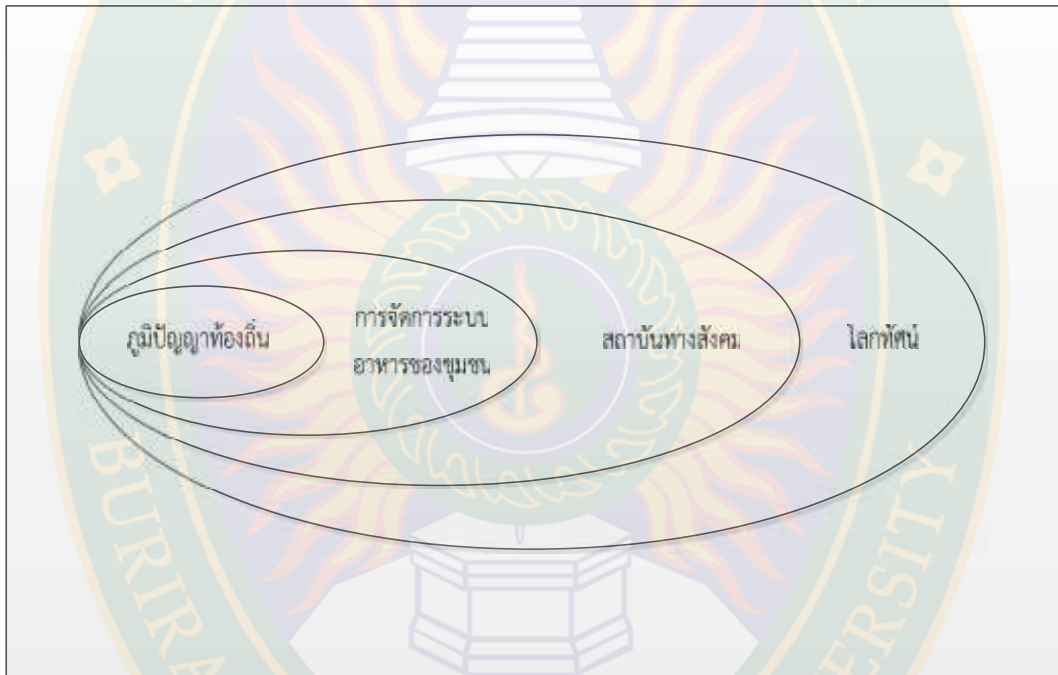 ภูมิปัญญาท้องถิ่น
การจัดการระบบ
อาหารของชุมชน
สถาบันทางสังคม
โลกทัศน์
BURIRA
ERSITY